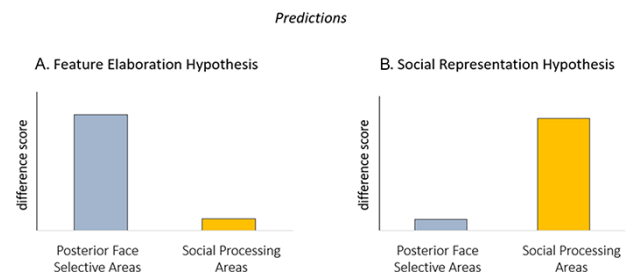 Predictions
A. Feature Elaboration Hypothesis
difference score
Posterior Face
Selective Areas
Social Processing
Areas
B. Social Representation Hypothesis
difference score
Posterior Face
Selective Areas
Social Processing
Areas